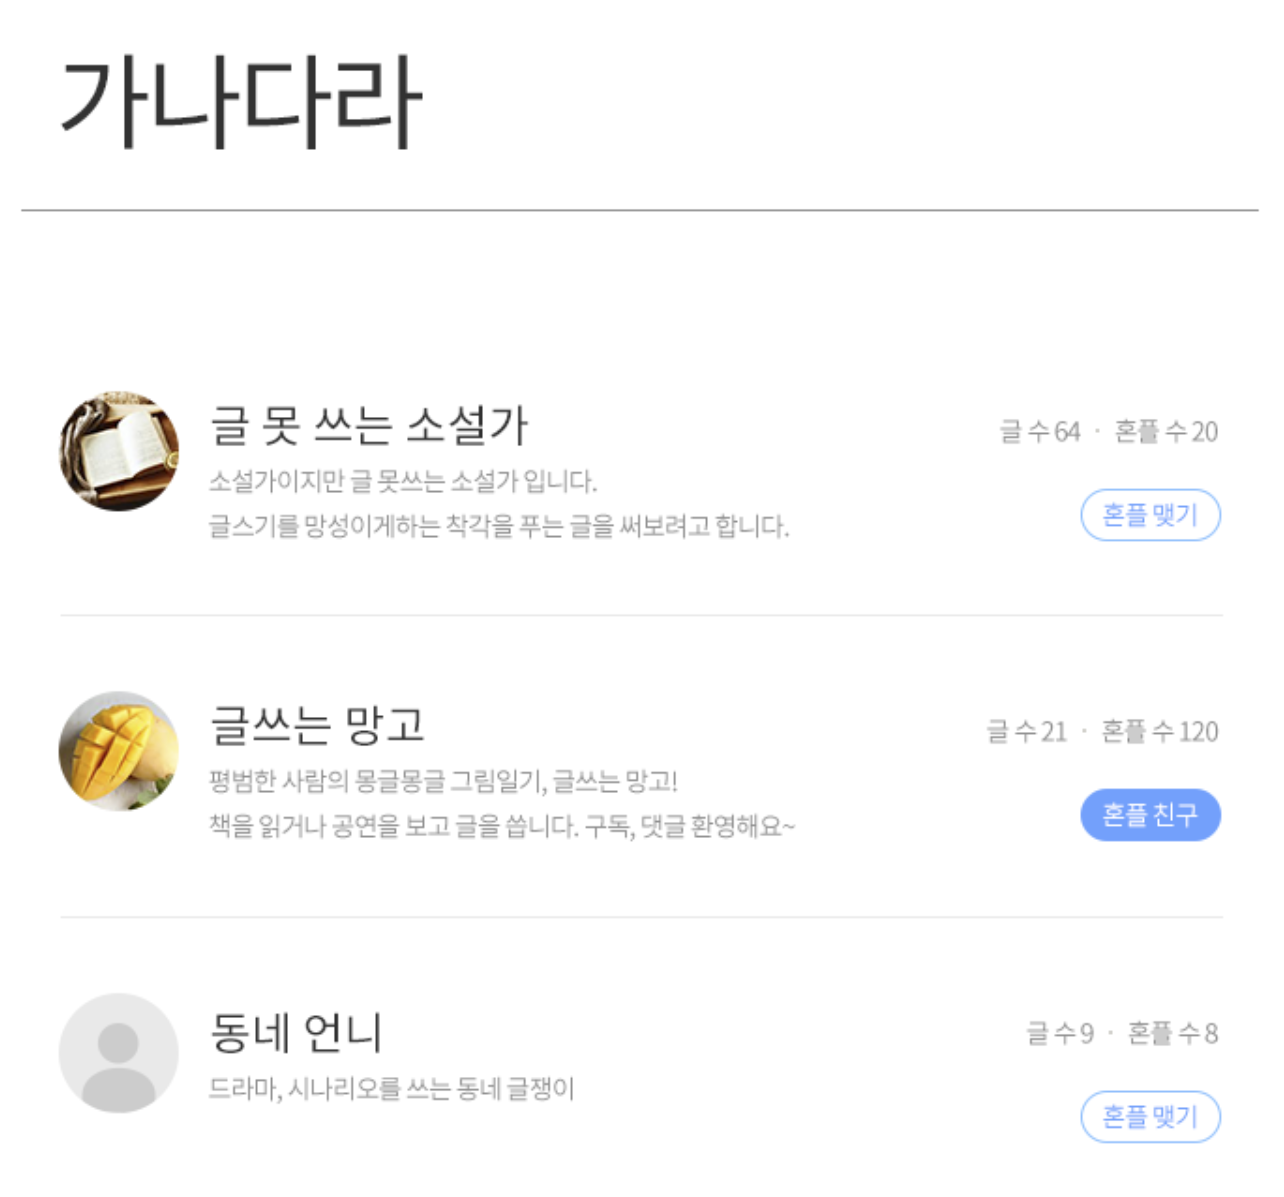 가나다라
글 못 쓰는 소설가
글 수 64 · 혼플 수 20
소설가이지만 글 못쓰는 소설가 입니다.
글스기를 망성이게하는 착각을 푸는 글을 써보려고 합니다.
혼플 맺기
글쓰는 망고
글 수 21 · 혼플 수 120
평범한 사람의 몽글몽글 그림일기, 글쓰는 망고!
책을 읽거나 공연을 보고 글을 씁니다. 구독, 댓글 환영해요~
혼플 친구
동네 언니
글 수 9 · 혼플 수 8
드라마, 시나리오를 쓰는 동네 글쟁이
혼플 맺기